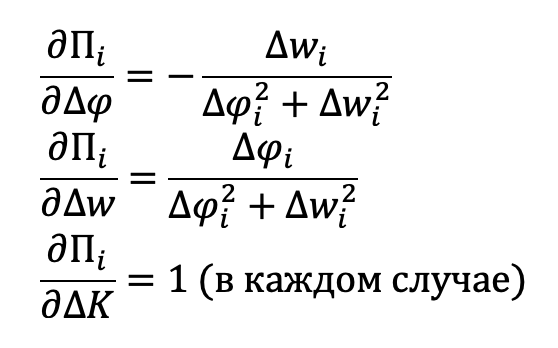 ∂Π_i/∂Δφ = − Δw_i/(Δφ_i^2 + Δw_i^2)
∂Π_i/∂Δw = Δφ_i/(Δφ_i^2 + Δw_i^2)
∂Π_i/∂ΔK = 1 (в каждом случае)